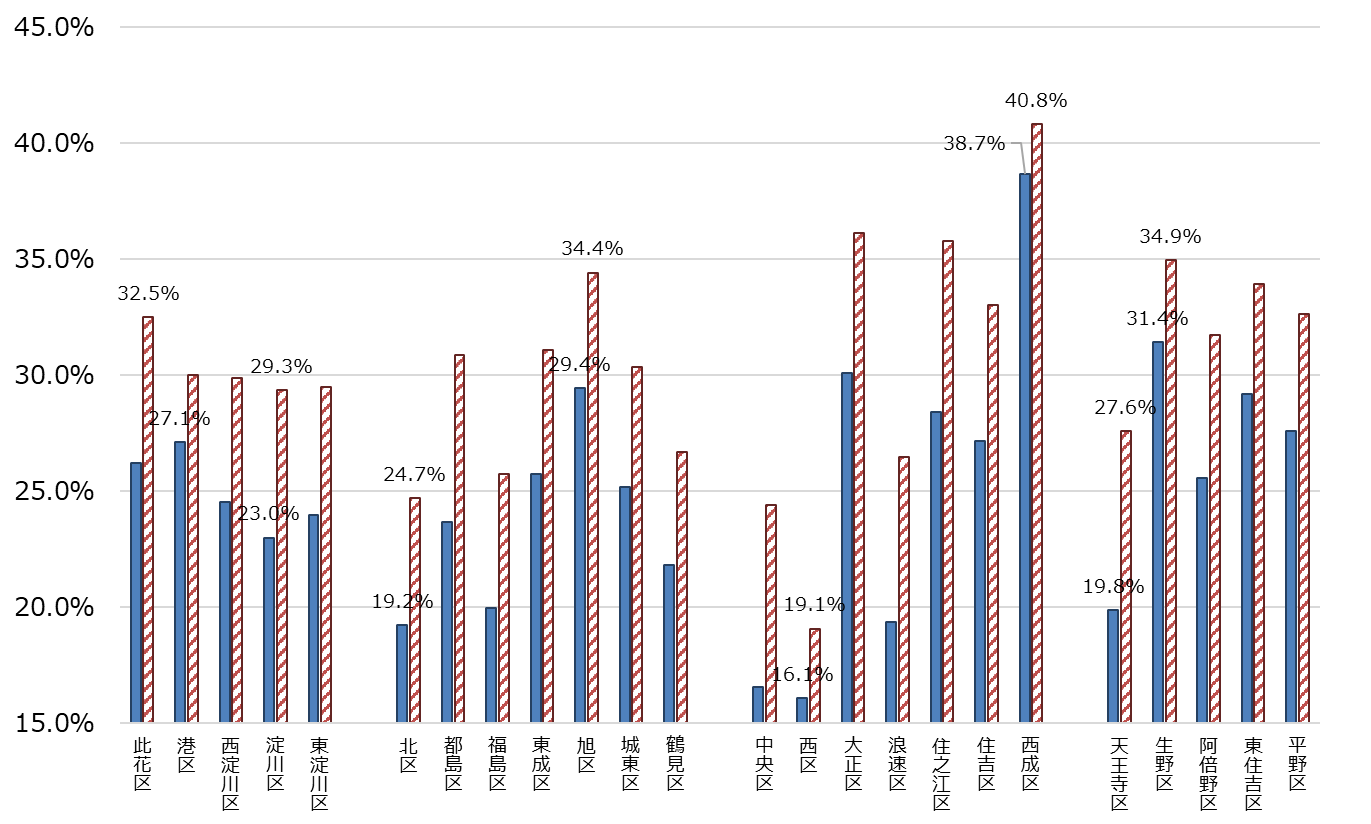 45.0%
40.0%
35.0%
30.0%
25.0%
20.0%
15.0%
32.5%
27.1%
29.3%
23.0%
24.7%
19.2%
34.4%
29.4%
19.1%
16.1%
40.8%
38.7%
27.6%
19.8%
34.9%
31.4%
此花区
港区
西淀川区
淀川区
東淀川区
北区
都島区
福島区
東成区
旭区
城東区
鶴見区
中央区
西区
大正区
浪速区
住之江区
住吉区
西成区
天王寺区
生野区
阿倍野区
東住吉区
平野区